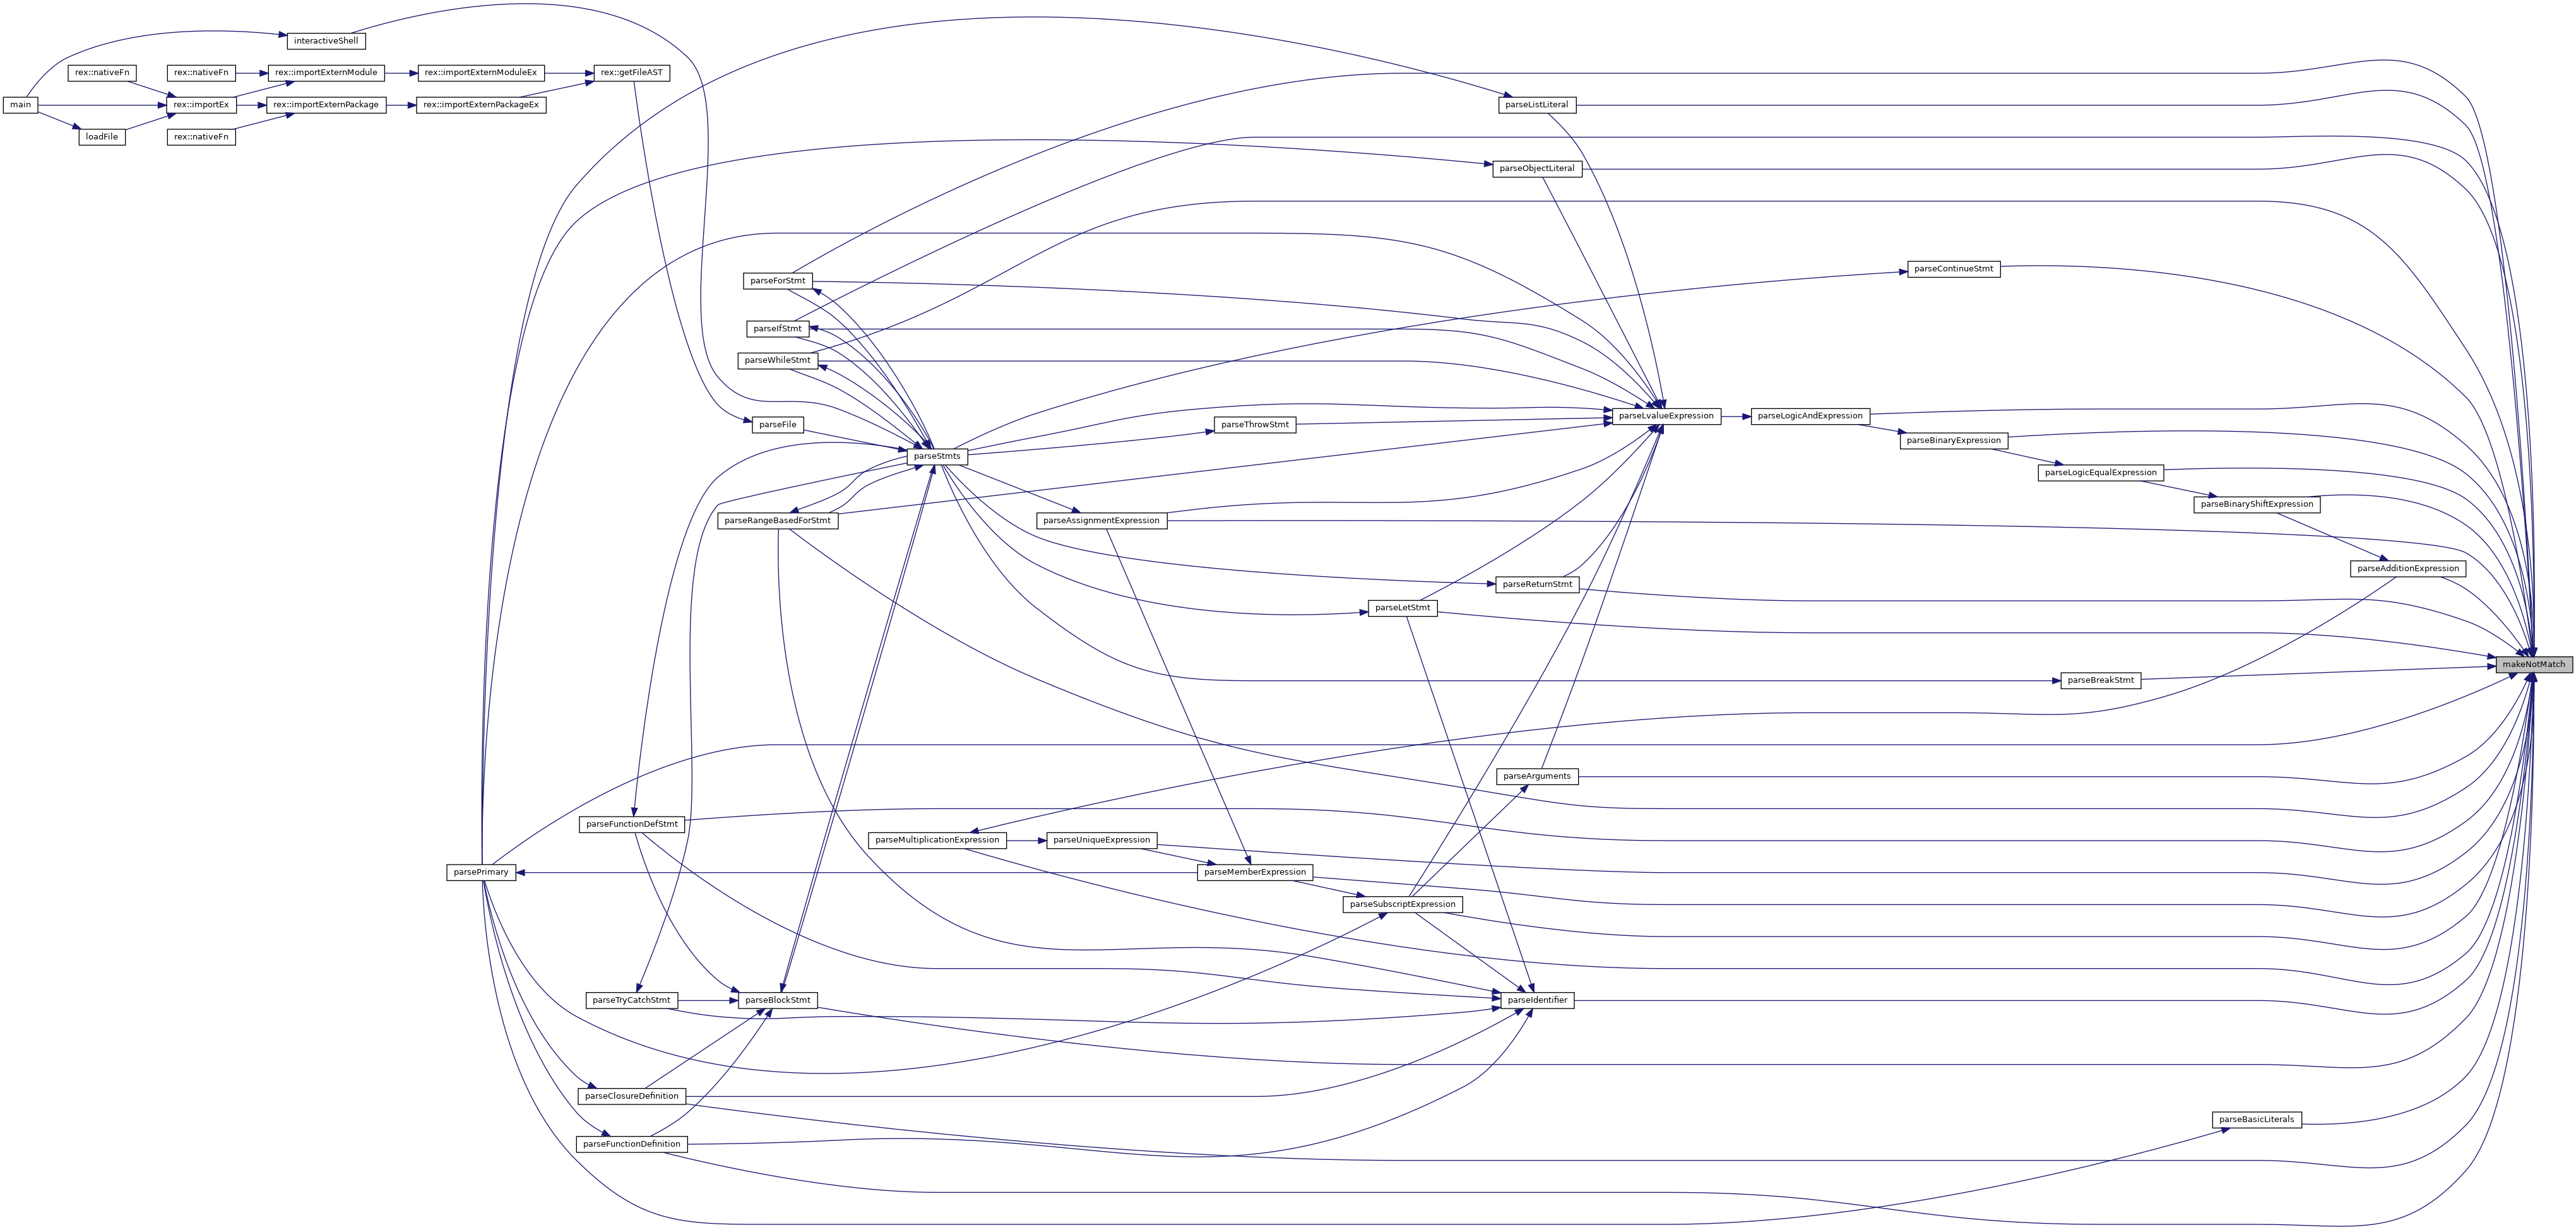 interactiveShell
rex::nativeFn
rex::nativeFn
rex::importExternModule
rex::importExternModuleEx
rex::getFileAST
main
rex::importEx
rex::importExternPackage
rex::importExternPackageEx
loadFile
rex::nativeFn
parseListLiteral
parseObjectLiteral
parseContinueStmt
parseForStmt
parseIfStmt
parseWhileStmt
parseFile
parseThrowStmt
parseLvalueExpression
parseLogicAndExpression
parseBinaryExpression
parseStmts
parseLogicEqualExpression
parseBinaryShiftExpression
parseRangeBasedForStmt
parseAssignmentExpression
parseAdditionExpression
parseReturnStmt
parseLetStmt
makeNotMatch
parseBreakStmt
parseArguments
parseFunctionDefStmt
parseMultiplicationExpression
parseUniqueExpression
parsePrimary
parseMemberExpression
parseSubscriptExpression
parseTryCatchStmt
parseBlockStmt
parseIdentifier
parseClosureDefinition
parseBasicLiterals
parseFunctionDefinition